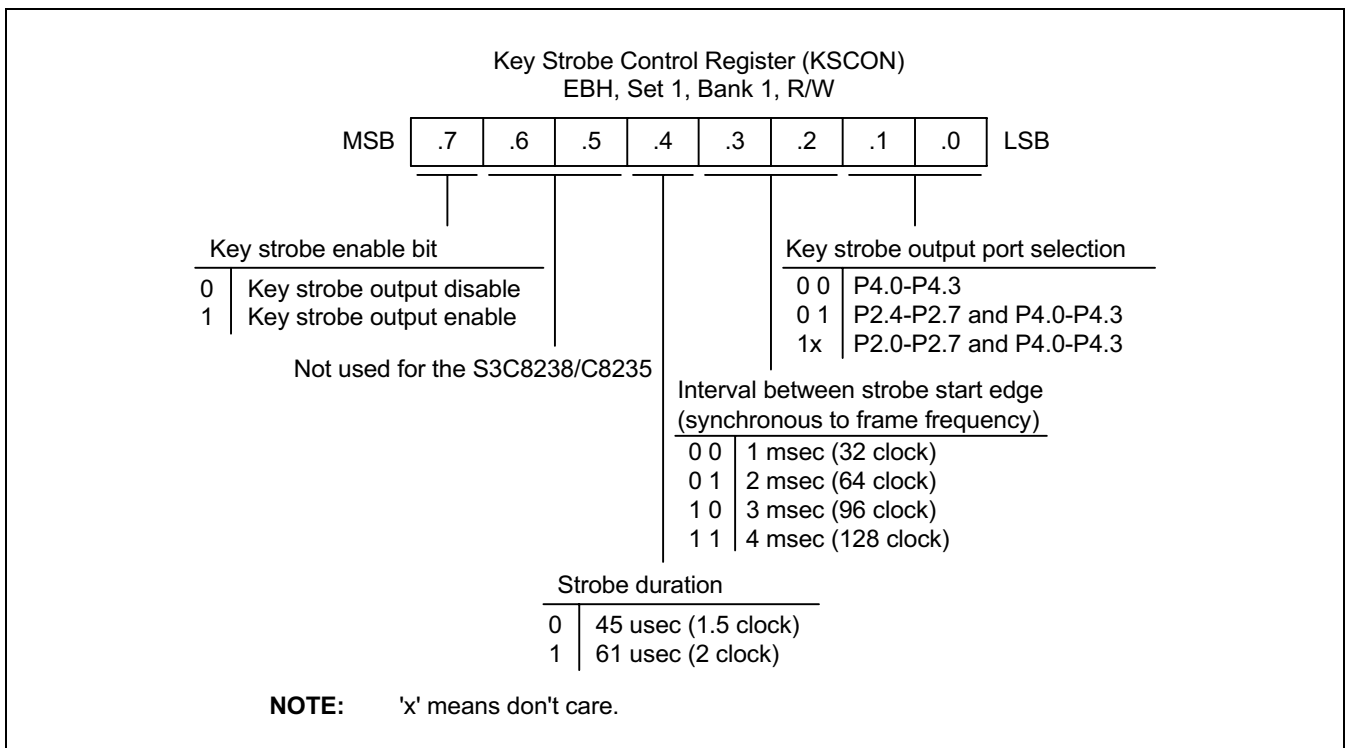 Key Strobe Control Register (KSCON)
EBH, Set 1, Bank 1, R/W
MSB .7 .6 .5 .4 .3 .2 .1 .0 LSB
Key strobe enable bit
0 Key strobe output disable
1 Key strobe output enable
Key strobe output port selection
0 0 P4.0-P4.3
0 1 P2.4-P2.7 and P4.0-P4.3
1x P2.0-P2.7 and P4.0-P4.3
Not used for the S3C8238/C8235
Interval between strobe start edge
(synchronous to frame frequency)
0 0 1 msec (32 clock)
0 1 2 msec (64 clock)
1 0 3 msec (96 clock)
1 1 4 msec (128 clock)
Strobe duration
0 45 usec (1.5 clock)
1 61 usec (2 clock)
NOTE: 'x' means don't care.